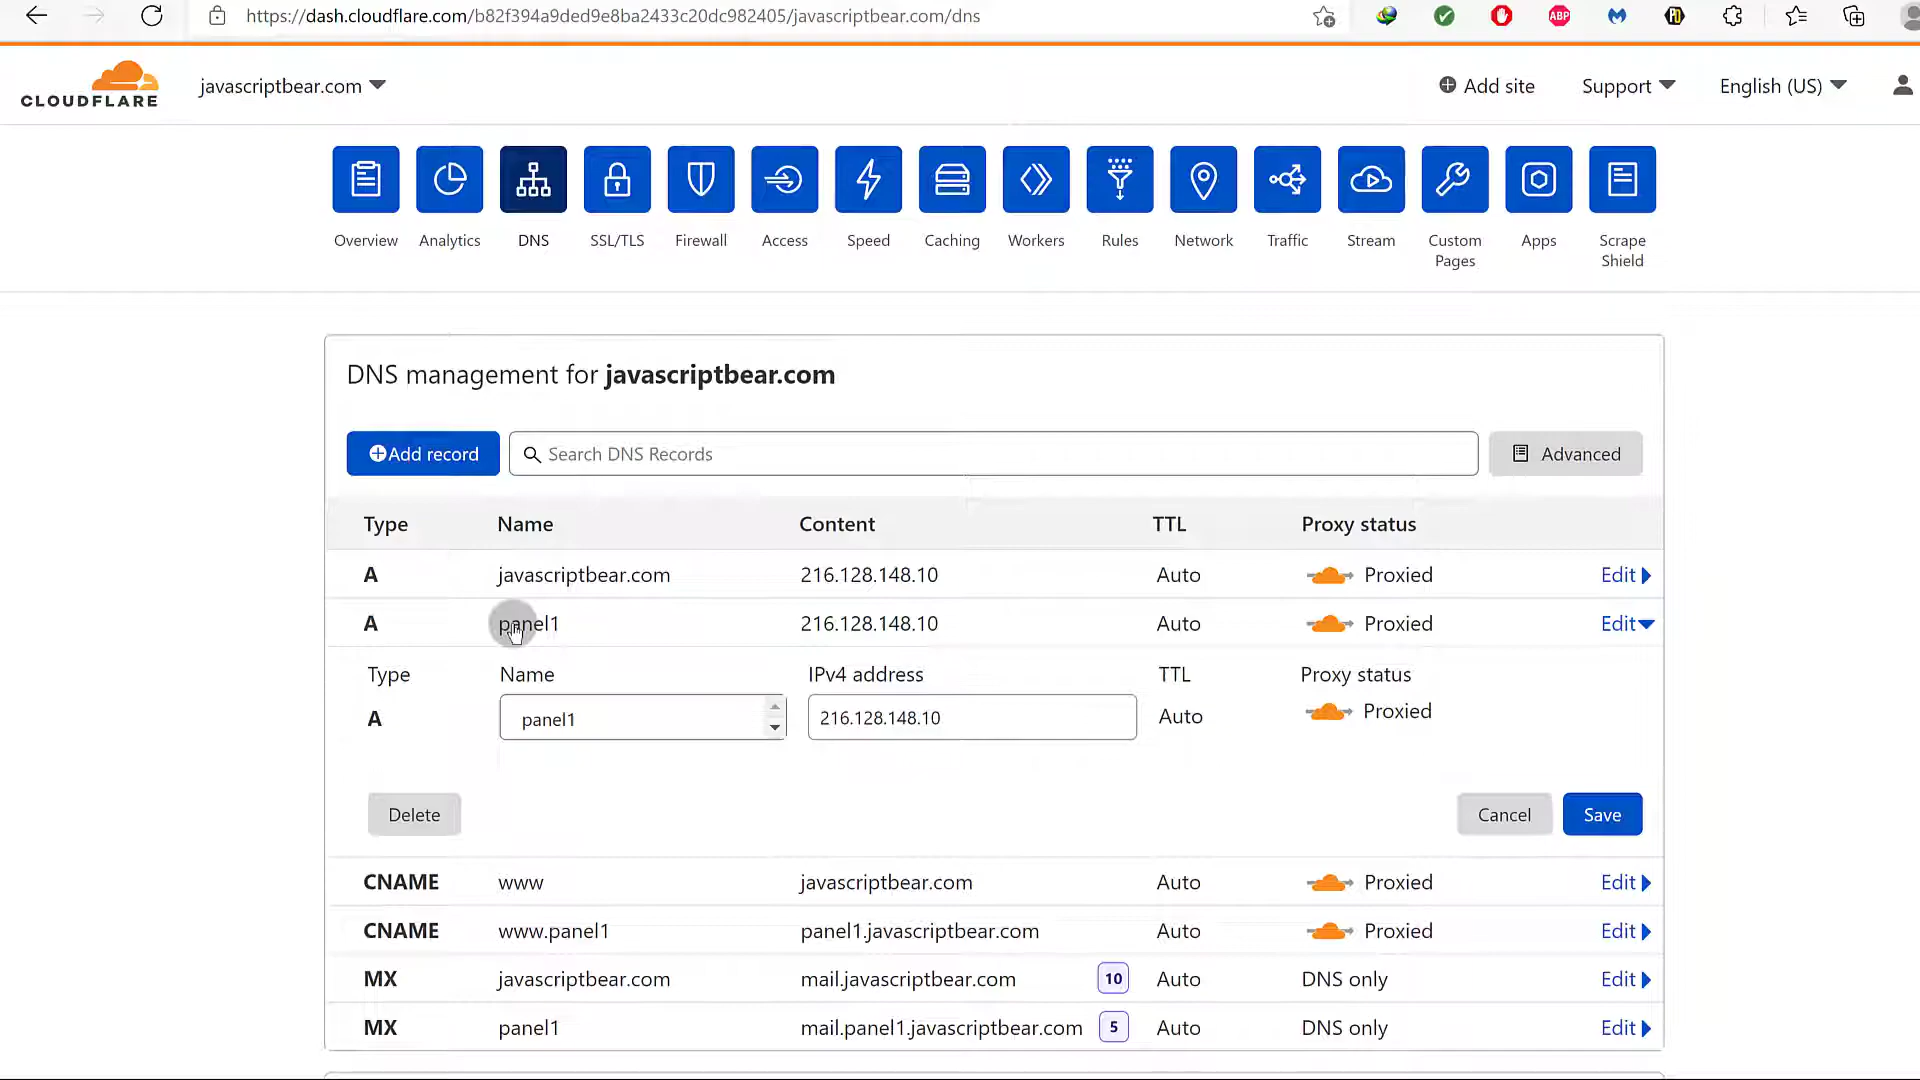 https://dash.cloudflare.com/b82f394a9ded9e8ba2433c20dc982405/javascriptbear.com/dns
ABP
CLOUDFLARE
javascriptbear.com
Add site
Support
English (US)
Overview
Analytics
DNS
SSL/TLS
Firewall
Access
Speed
Caching
Workers
Rules
Network
Traffic
Stream
Custom Pages
Apps
Scrape Shield
DNS management for javascriptbear.com
Add record
Search DNS Records
Advanced
Type Name Content TTL Proxy status
A javascriptbear.com 216.128.148.10 Auto Proxied Edit
A panel1 216.128.148.10 Auto Proxied Edit
Type Name IPv4 address TTL Proxy status
A panel1 216.128.148.10 Auto Proxied
Delete Cancel Save
CNAME www javascriptbear.com Auto Proxied Edit
CNAME www.panel1 panel1.javascriptbear.com Auto Proxied Edit
MX javascriptbear.com mail.javascriptbear.com 10 Auto DNS only Edit
MX panel1 mail.panel1.javascriptbear.com 5 Auto DNS only Edit